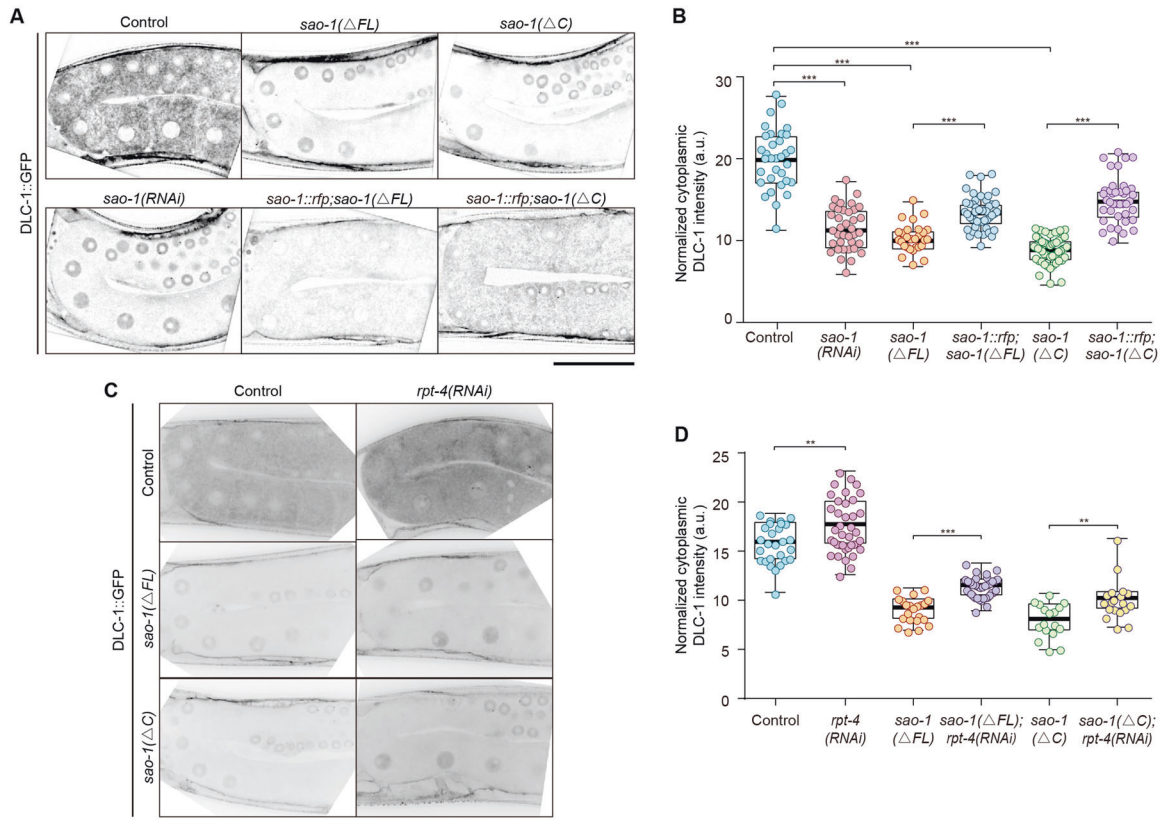 A
Control
sao-1(△FL)
sao-1(△C)
DLC-1::GFP
sao-1(RNAi)
sao-1::rfp;sao-1(△FL)
sao-1::rfp;sao-1(△C)
B
Normalized cytoplasmic
DLC-1 intensity (a.u.)
30
20
10
0
***
***
***
***
***
Control
sao-1
(RNAi)
sao-1
(△FL)
sao-1::rfp;
sao-1(△FL)
sao-1
(△C)
sao-1::rfp;
sao-1(△C)
C
Control
rpt-4(RNAi)
DLC-1::GFP
Control
sao-1(△FL)
sao-1(△C)
D
Normalized cytoplasmic
DLC-1 intensity (a.u.)
25
20
15
10
5
0
**
***
**
Control
rpt-4
(RNAi)
sao-1
(△FL)
sao-1(△FL);
rpt-4(RNAi)
sao-1
(△C)
sao-1(△C);
rpt-4(RNAi)